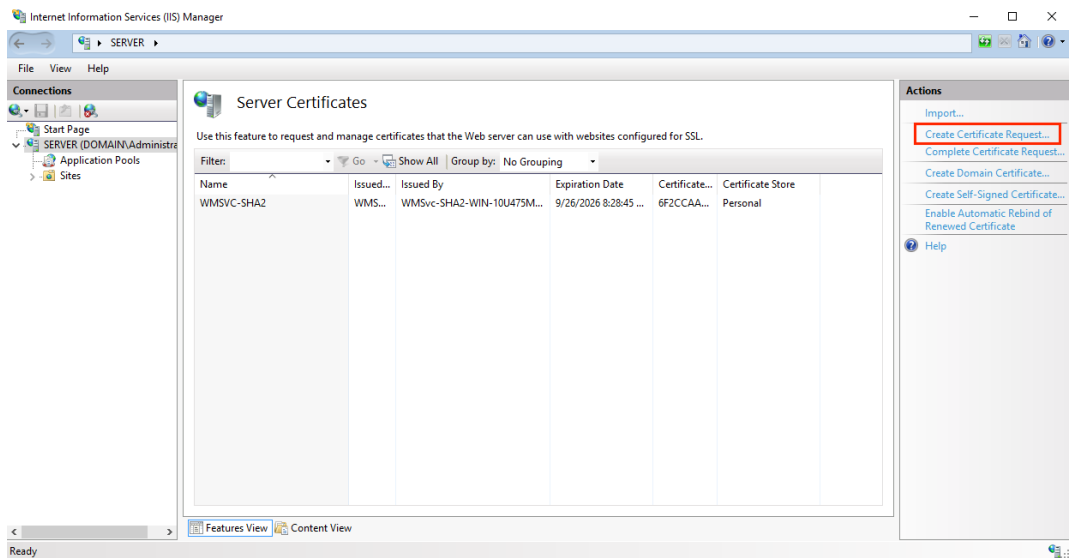 Internet Information Services (IIS) Manager
SERVER
File View Help
Connections
Start Page
SERVER (DOMAIN\Administra
Application Pools
Sites
Server Certificates
Use this feature to request and manage certificates that the Web server can use with websites configured for SSL.
Filter: Go Show All Group by: No Grouping
Name Issued... Issued By Expiration Date Certificate... Certificate Store
WMSVC-SHA2 WMS... WMSvc-SHA2-WIN-10U475M... 9/26/2026 8:28:45 ... 6F2CCAA... Personal
Features View Content View
Actions
Import...
Create Certificate Request...
Complete Certificate Request...
Create Domain Certificate...
Create Self-Signed Certificate...
Enable Automatic Rebind of
Renewed Certificate
Help
Ready